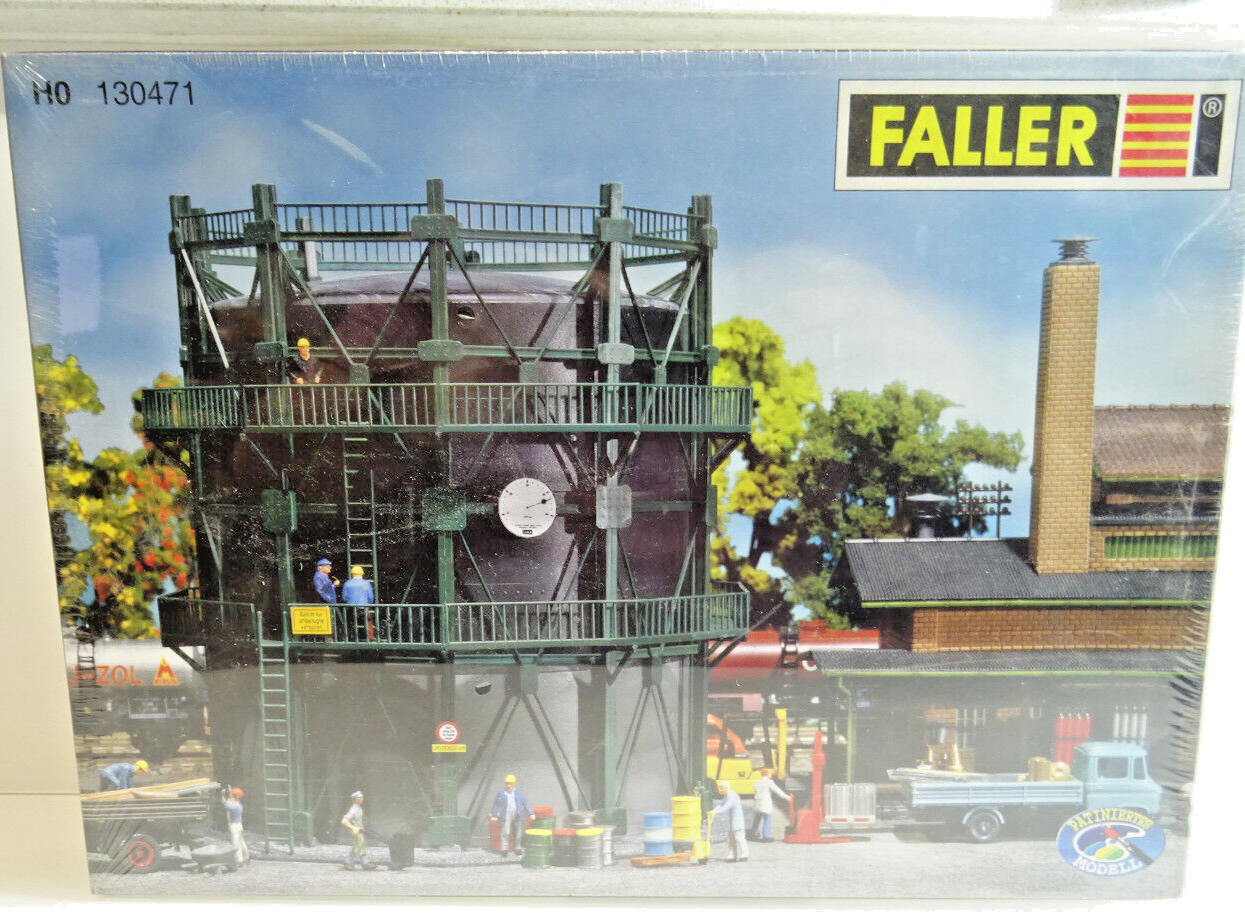 H0 130471
FALLER
®
ZOL
PATINIERTES
MODELL